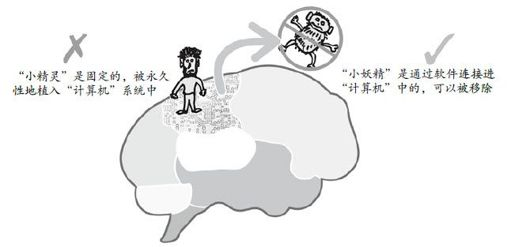 “小精灵”是固定的，被永久
性地植入“计算机”系统中
“小妖精”是通过软件连接进
“计算机”中的，可以被移除